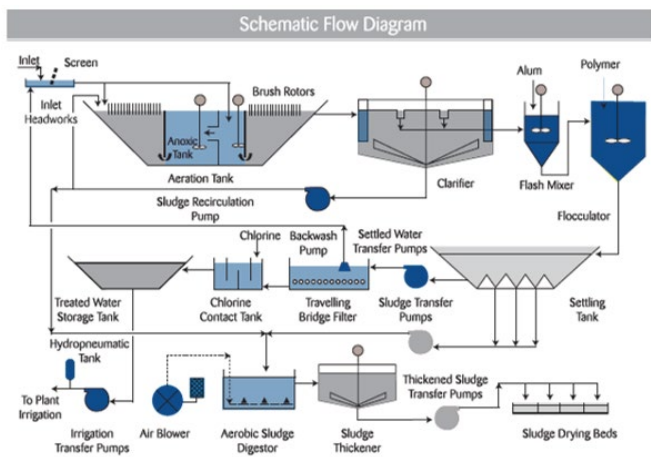 Schematic Flow Diagram
Inlet
Screen
Inlet
Headworks
Brush Rotors
Anoxic
Tank
Aeration Tank
Sludge Recirculation
Pump
Clarifier
Alum
Flash Mixer
Polymer
Flocculator
Chlorine
Backwash
Pump
Settled Water
Transfer Pumps
Treated Water
Storage Tank
Chlorine
Contact Tank
Travelling
Bridge Filter
Sludge Transfer
Pumps
Settling
Tank
Hydropneumatic
Tank
To Plant
Irrigation
Irrigation
Transfer Pumps
Air Blower
Aerobic Sludge
Digestor
Sludge
Thickener
Thickened Sludge
Transfer Pumps
Sludge Drying Beds